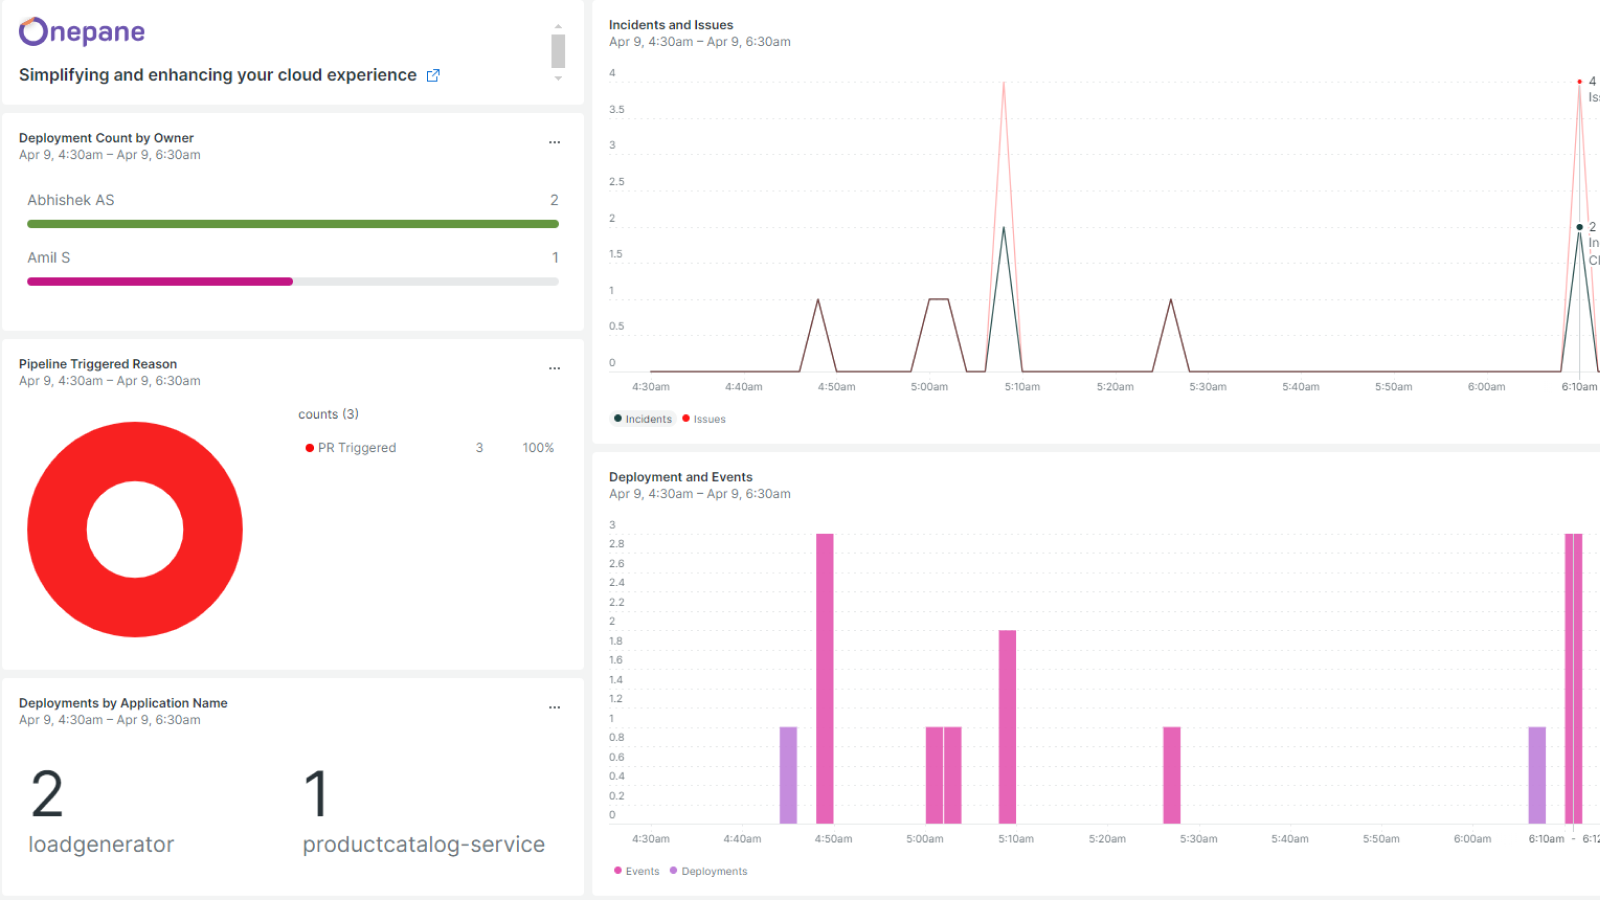 Onepane
Simplifying and enhancing your cloud experience
Deployment Count by Owner
Apr 9, 4:30am – Apr 9, 6:30am
Abhishek AS 2
Amil S 1
Pipeline Triggered Reason
Apr 9, 4:30am – Apr 9, 6:30am
counts (3)
PR Triggered 3 100%
Deployments by Application Name
Apr 9, 4:30am – Apr 9, 6:30am
2 1
loadgenerator productcatalog-service
Incidents and Issues
Apr 9, 4:30am – Apr 9, 6:30am
4
3.5
3
2.5
2
1.5
1
0.5
0
4
Is
2
In
4:30am 4:40am 4:50am 5:00am 5:10am 5:20am 5:30am 5:40am 5:50am 6:00am 6:10am
Incidents Issues
Deployment and Events
Apr 9, 4:30am – Apr 9, 6:30am
3
2.8
2.6
2.4
2.2
2
1.8
1.6
1.4
1.2
1
0.8
0.6
0.4
0.2
0
4:30am 4:40am 4:50am 5:00am 5:10am 5:20am 5:30am 5:40am 5:50am 6:00am 6:10am - 6:12
Events Deployments